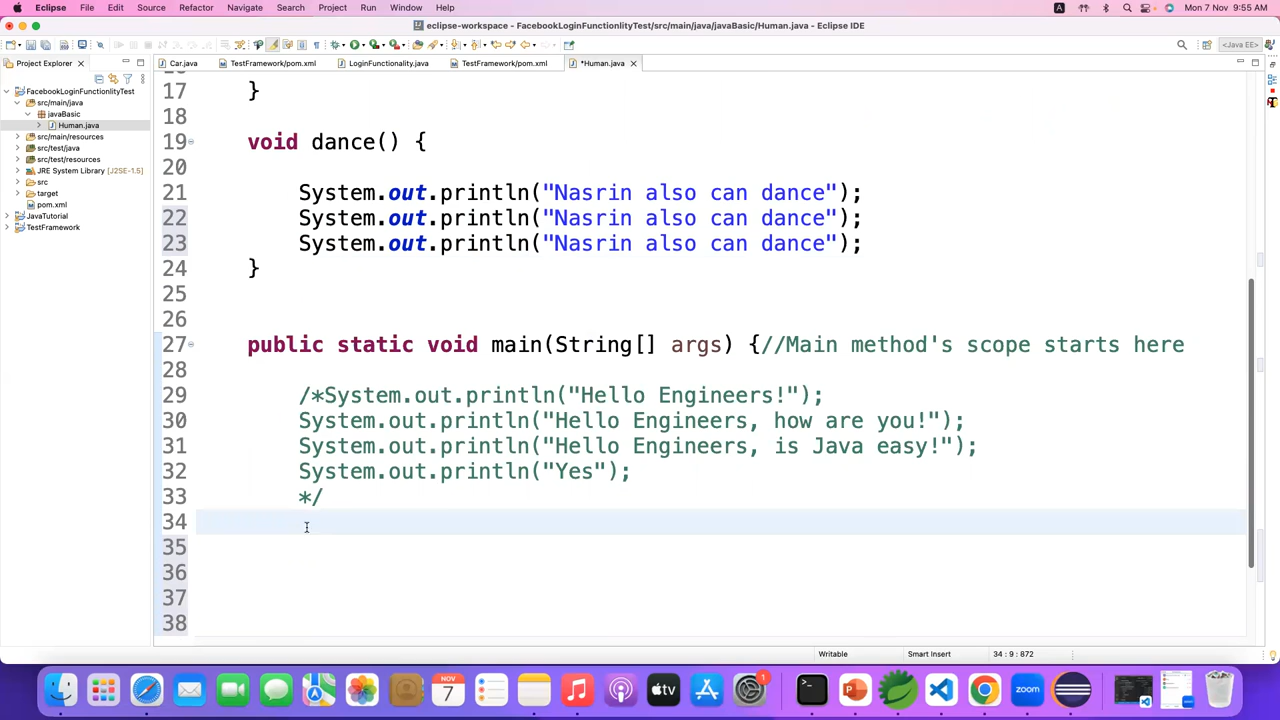 Eclipse File Edit Source Refactor Navigate Search Project Run Window Help
A Mon 7 Nov 9:55 AM
eclipse-workspace - FacebookLoginFunctionlityTest/src/main/java/javaBasic/Human.java - Eclipse IDE
<Java EE>
Project Explorer
Car.java TestFramework/pom.xml LoginFunctionality.java TestFramework/pom.xml *Human.java
FacebookLoginFunctionlityTest
src/main/java
javaBasic
Human.java
src/main/resources
src/test/java
src/test/resources
JRE System Library [J2SE-1.5]
src
target
pom.xml
JavaTutorial
TestFramework
17 }
18
19 void dance() {
20
21 System.out.println("Nasrin also can dance");
22 System.out.println("Nasrin also can dance");
23 System.out.println("Nasrin also can dance");
24 }
25
26
27 public static void main(String[] args) {//Main method's scope starts here
28
29 /*System.out.println("Hello Engineers!");
30 System.out.println("Hello Engineers, how are you!");
31 System.out.println("Hello Engineers, is Java easy!");
32 System.out.println("Yes");
33 */
34
35
36
37
38
Writable Smart Insert 34 : 9 : 872
NOV
7
tv
1
zoom